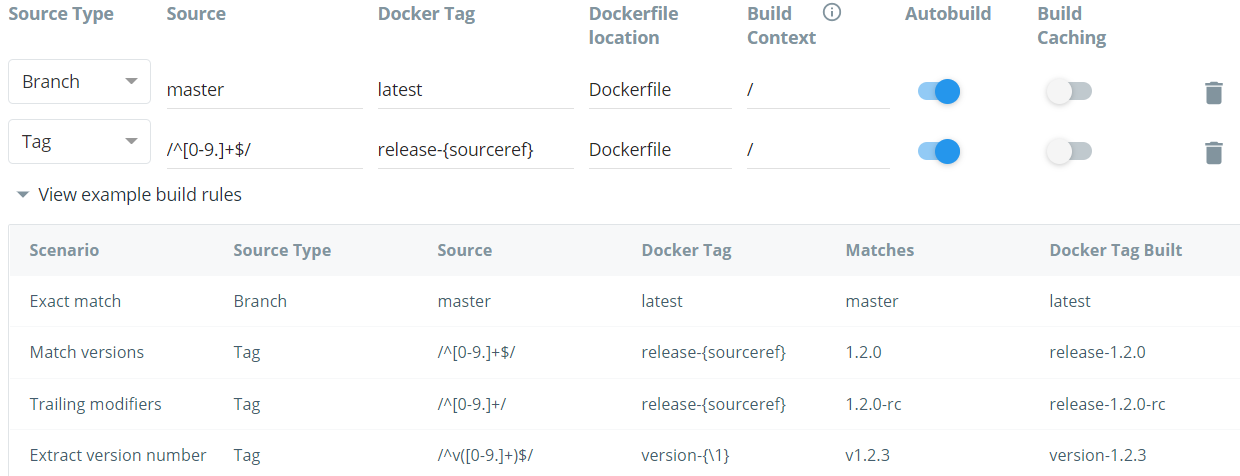 Source Type Source Docker Tag Dockerfile location Build Context Autobuild Build Caching
Branch master latest Dockerfile /
Tag /^[0-9.]+$/ release-{sourceref} Dockerfile /
View example build rules
Scenario Source Type Source Docker Tag Matches Docker Tag Built
Exact match Branch master latest master latest
Match versions Tag /^[0-9.]+$/ release-{sourceref} 1.2.0 release-1.2.0
Trailing modifiers Tag /^[0-9.]+/ release-{sourceref} 1.2.0-rc release-1.2.0-rc
Extract version number Tag /^v([0-9.]+)$/ version-{\1} v1.2.3 version-1.2.3